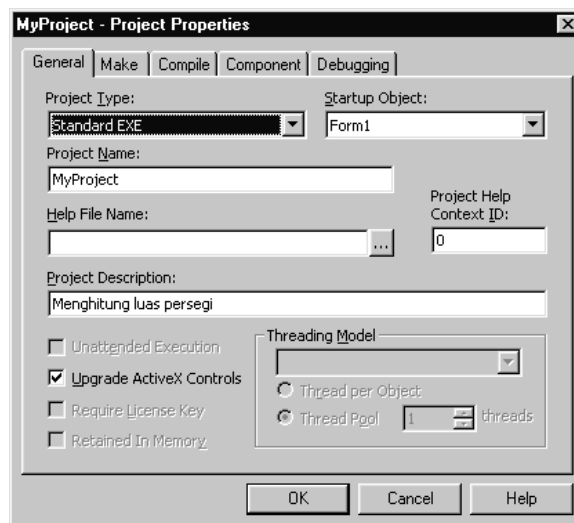 MyProject - Project Properties
General Make Compile Component Debugging
Project Type: Startup Object:
Standard EXE Form1
Project Name:
MyProject
Help File Name: Project Help
Context ID:
... 0
Project Description:
Menghitung luas persegi
Unattended Execution
Upgrade ActiveX Controls
Require License Key
Retained In Memory
Threading Model
Thread per Object
Thread Pool 1 threads
OK Cancel Help